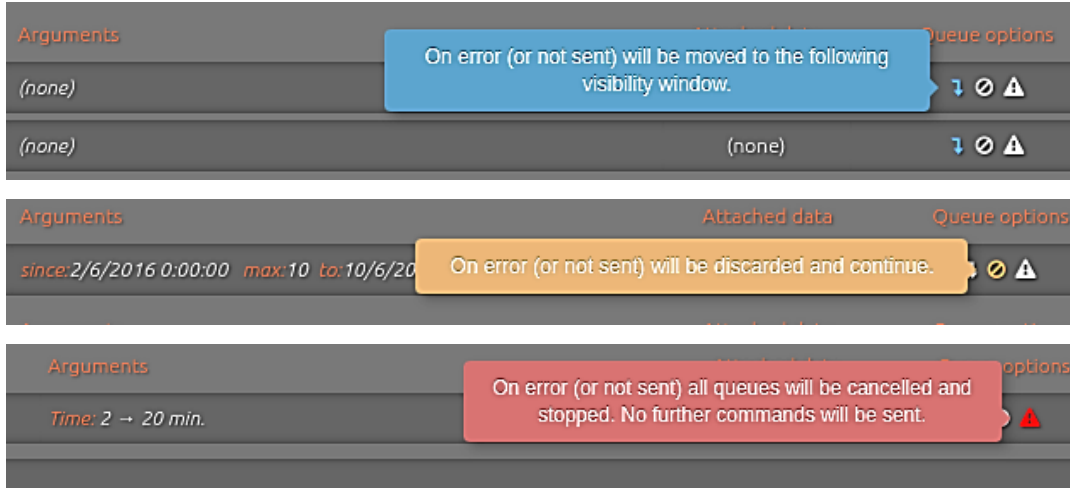 Arguments Queue options
On error (or not sent) will be moved to the following
visibility window.
(none)
(none) (none)
Arguments Attached data Queue options
since:2/6/2016 0:00:00 max:10 to:10/6/20
On error (or not sent) will be discarded and continue.
Arguments options
On error (or not sent) all queues will be cancelled and
stopped. No further commands will be sent.
Time: 2 → 20 min.